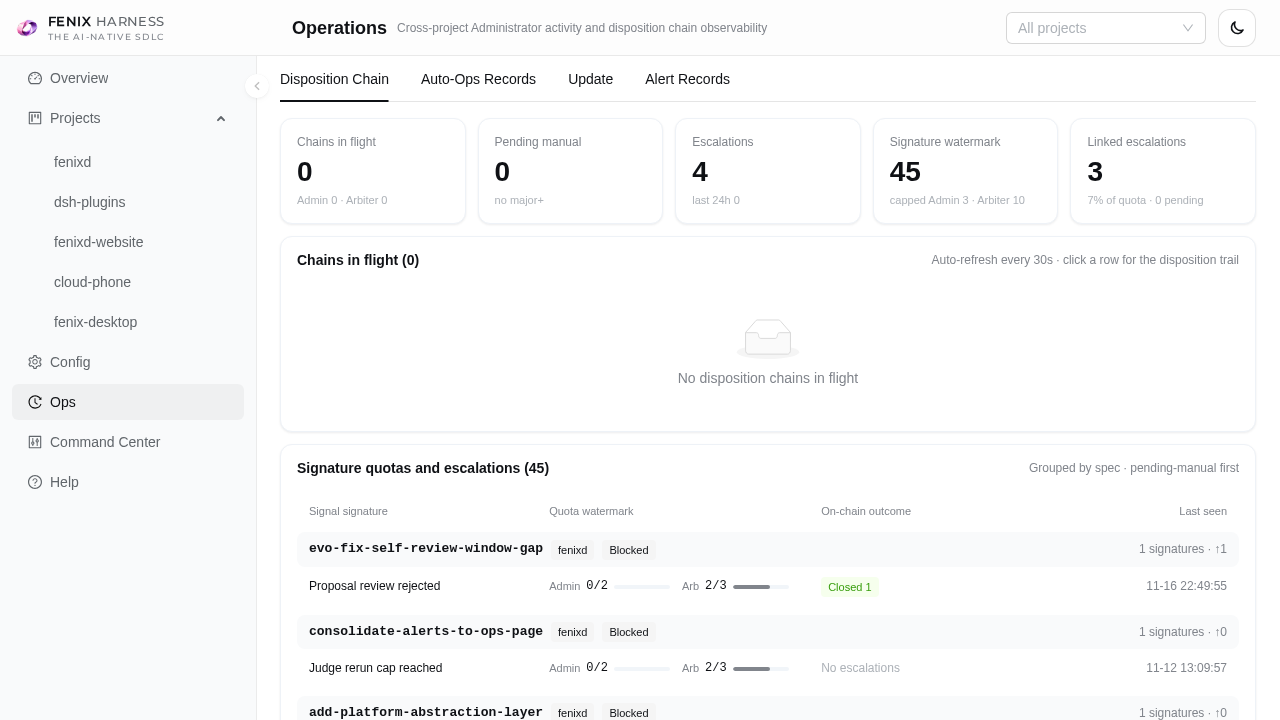 FENIX HARNESS
THE AI-NATIVE SDLC
Operations
Cross-project Administrator activity and disposition chain observability
All projects
Overview
Projects
fenixd
dsh-plugins
fenixd-website
cloud-phone
fenix-desktop
Config
Ops
Command Center
Help
Disposition Chain
Auto-Ops Records
Update
Alert Records
Chains in flight
0
Admin 0 · Arbiter 0
Pending manual
0
no major+
Escalations
4
last 24h 0
Signature watermark
45
capped Admin 3 · Arbiter 10
Linked escalations
3
7% of quota · 0 pending
Chains in flight (0)
Auto-refresh every 30s · click a row for the disposition trail
No disposition chains in flight
Signature quotas and escalations (45)
Grouped by spec · pending-manual first
Signal signature Quota watermark On-chain outcome Last seen
evo-fix-self-review-window-gap fenixd Blocked 1 signatures · ↑1
Proposal review rejected Admin 0/2 Arb 2/3 Closed 1 11-16 22:49:55
consolidate-alerts-to-ops-page fenixd Blocked 1 signatures · ↑0
Judge rerun cap reached Admin 0/2 Arb 2/3 No escalations 11-12 13:09:57
add-platform-abstraction-layer fenixd Blocked 1 signatures · ↑0